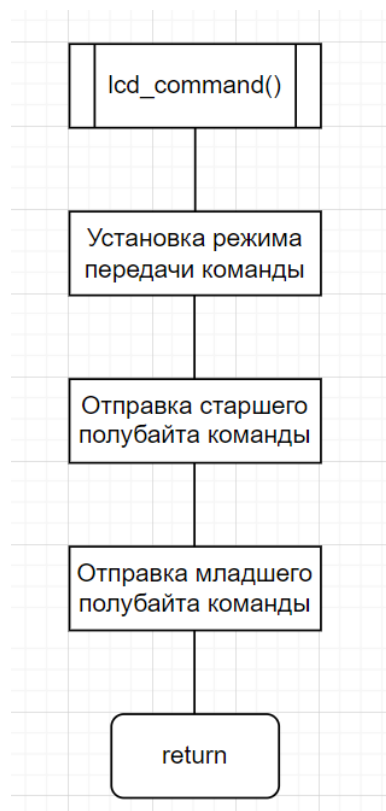 lcd_command()
Установка режима
передачи команды
Отправка старшего
полубайта команды
Отправка младшего
полубайта команды
return